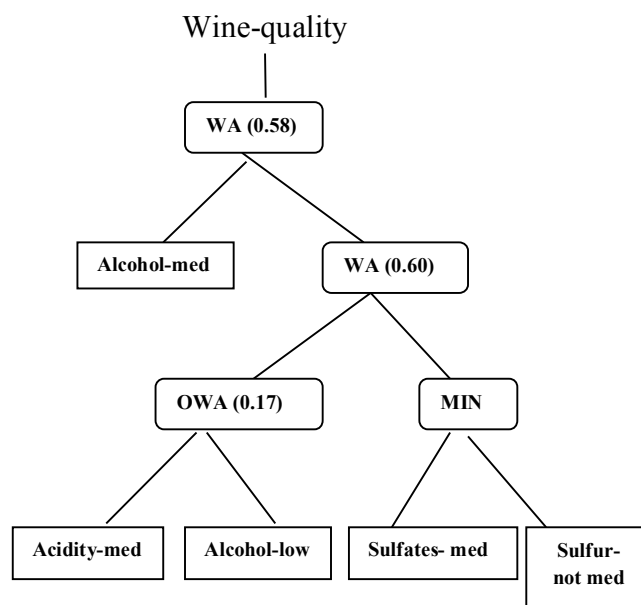 Wine-quality
WA (0.58)
Alcohol-med
WA (0.60)
OWA (0.17)
MIN
Acidity-med
Alcohol-low
Sulfates- med
Sulfur-
not med